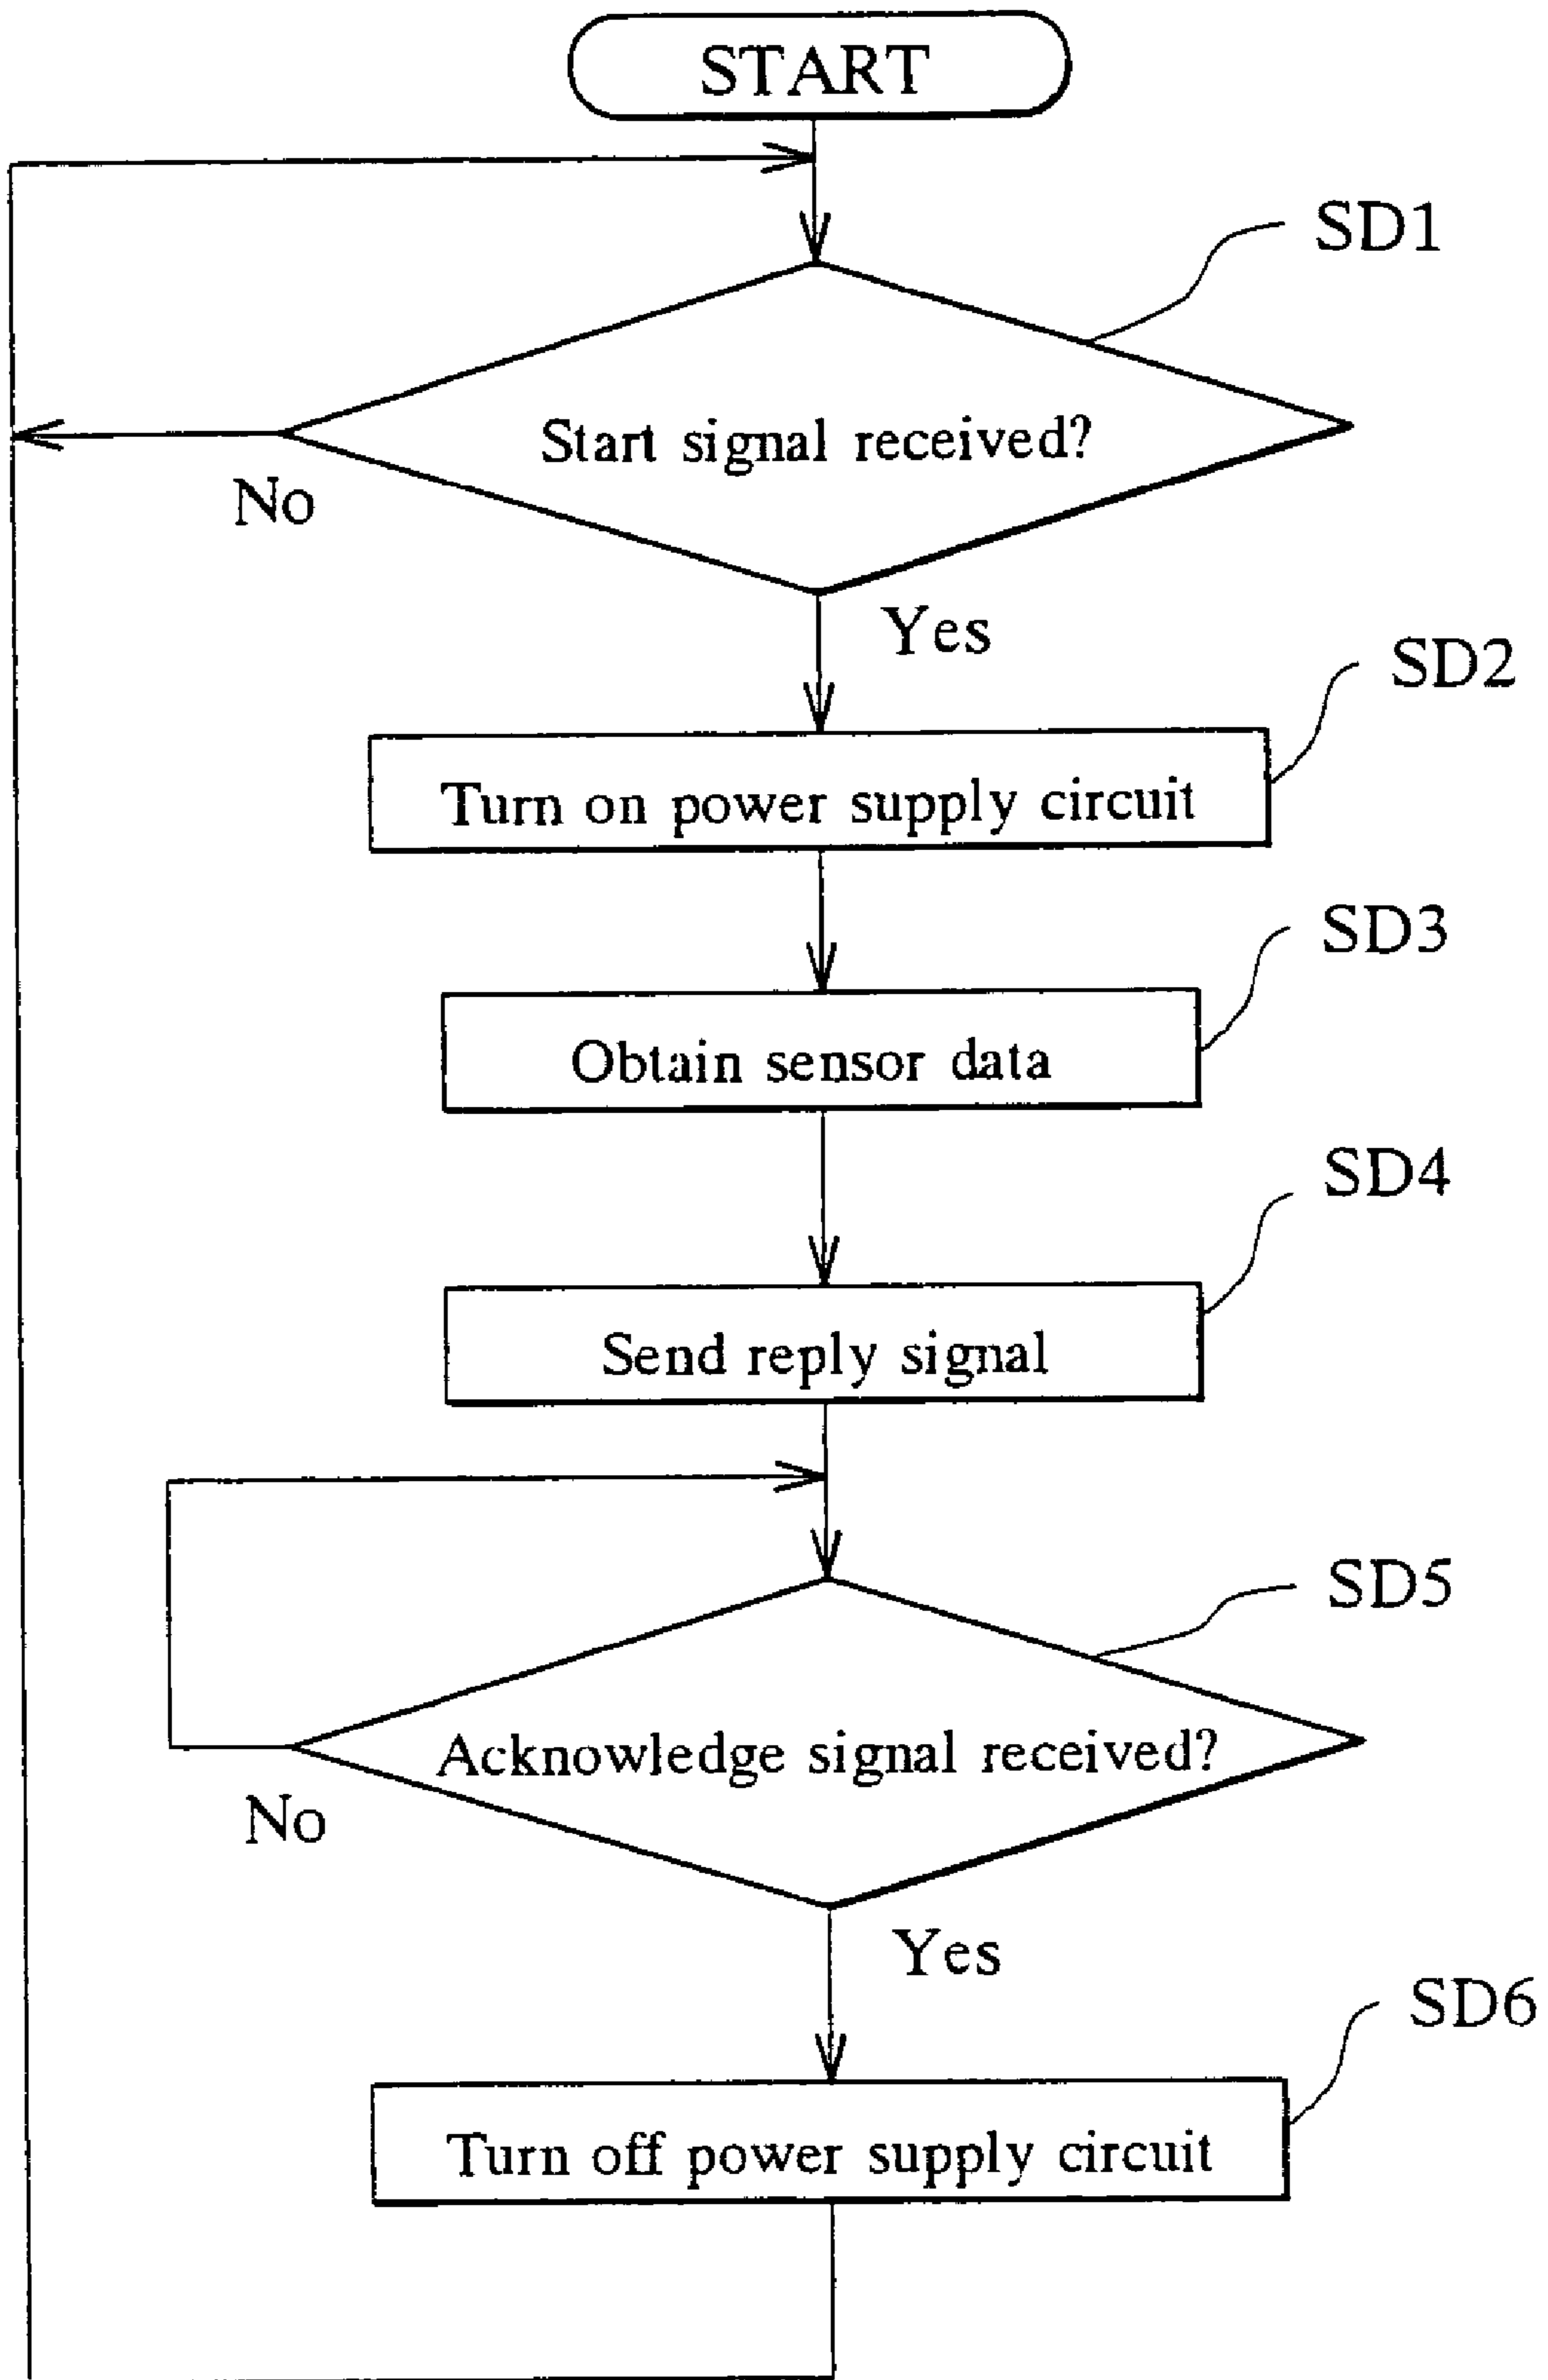 START
SD1
Start signal received?
No
Yes
SD2
Turn on power supply circuit
SD3
Obtain sensor data
SD4
Send reply signal
SD5
Acknowledge signal received?
No
Yes
SD6
Turn off power supply circuit